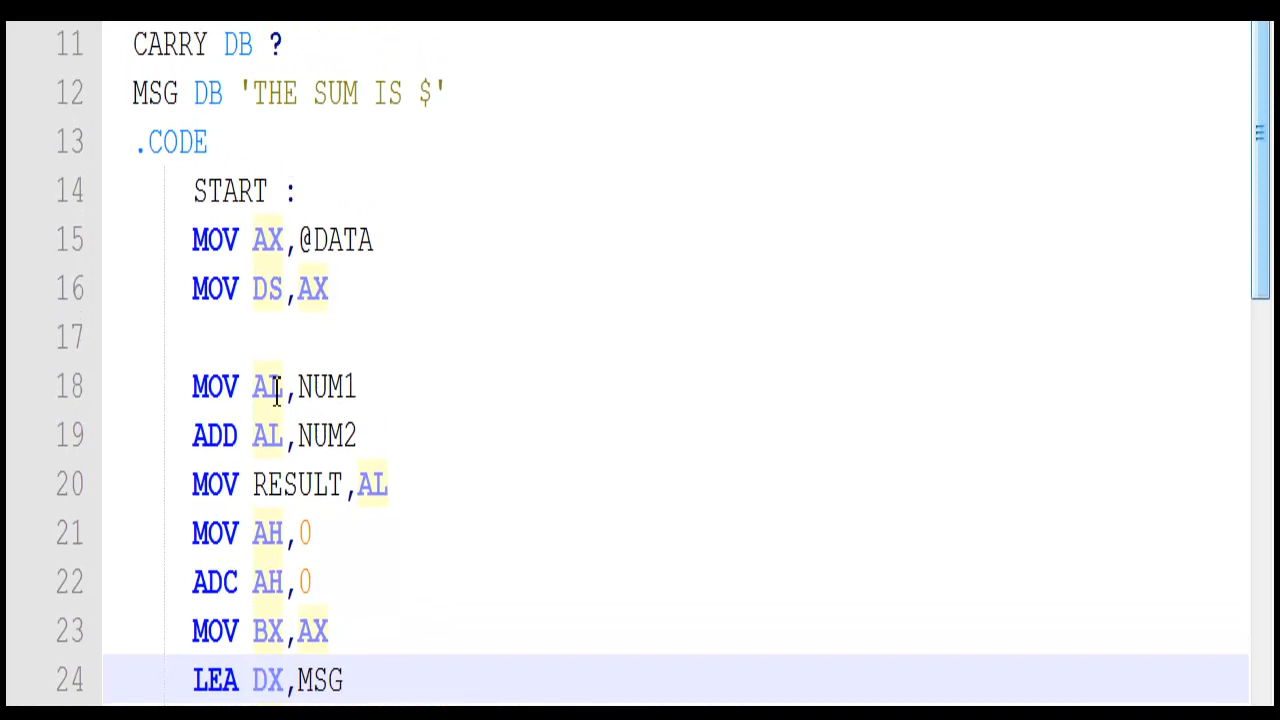 11 CARRY DB ?
12 MSG DB 'THE SUM IS $'
13 .CODE
14 START :
15 MOV AX,@DATA
16 MOV DS,AX
17
18 MOV AL,NUM1
19 ADD AL,NUM2
20 MOV RESULT,AL
21 MOV AH,0
22 ADC AH,0
23 MOV BX,AX
24 LEA DX,MSG